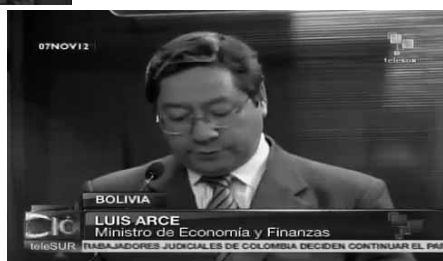 07NOV12
teleSUR
BOLIVIA
LUIS ARCE
Ministro de Economía y Finanzas
teleSUR
TRABAJADORES JUDICIALES DE COLOMBIA DECIDEN CONTINUAR EL